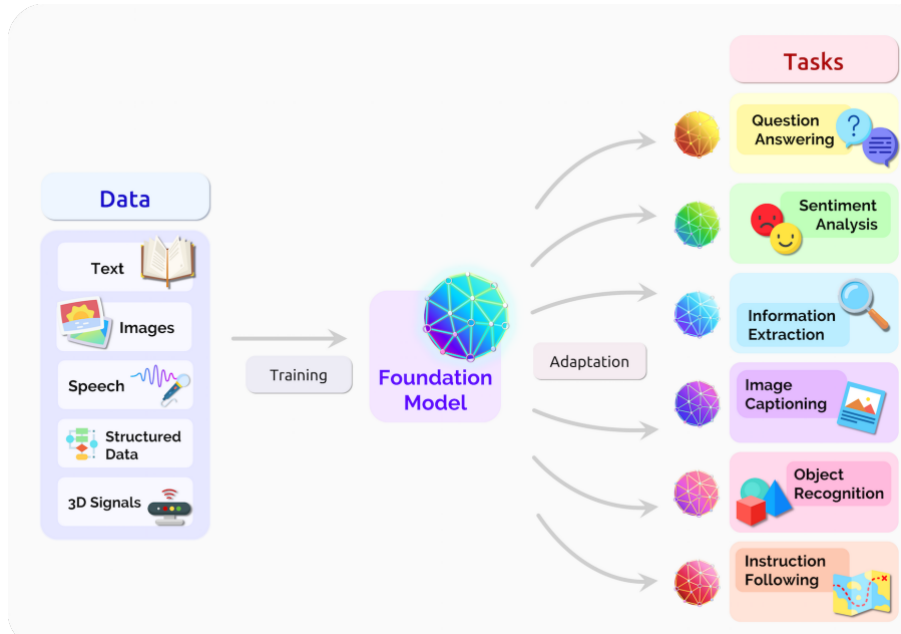 Data
Text
Images
Speech
Structured
Data
3D Signals
Training
Foundation
Model
Adaptation
Tasks
Question
Answering
?
Sentiment
Analysis
Information
Extraction
Image
Captioning
Object
Recognition
Instruction
Following